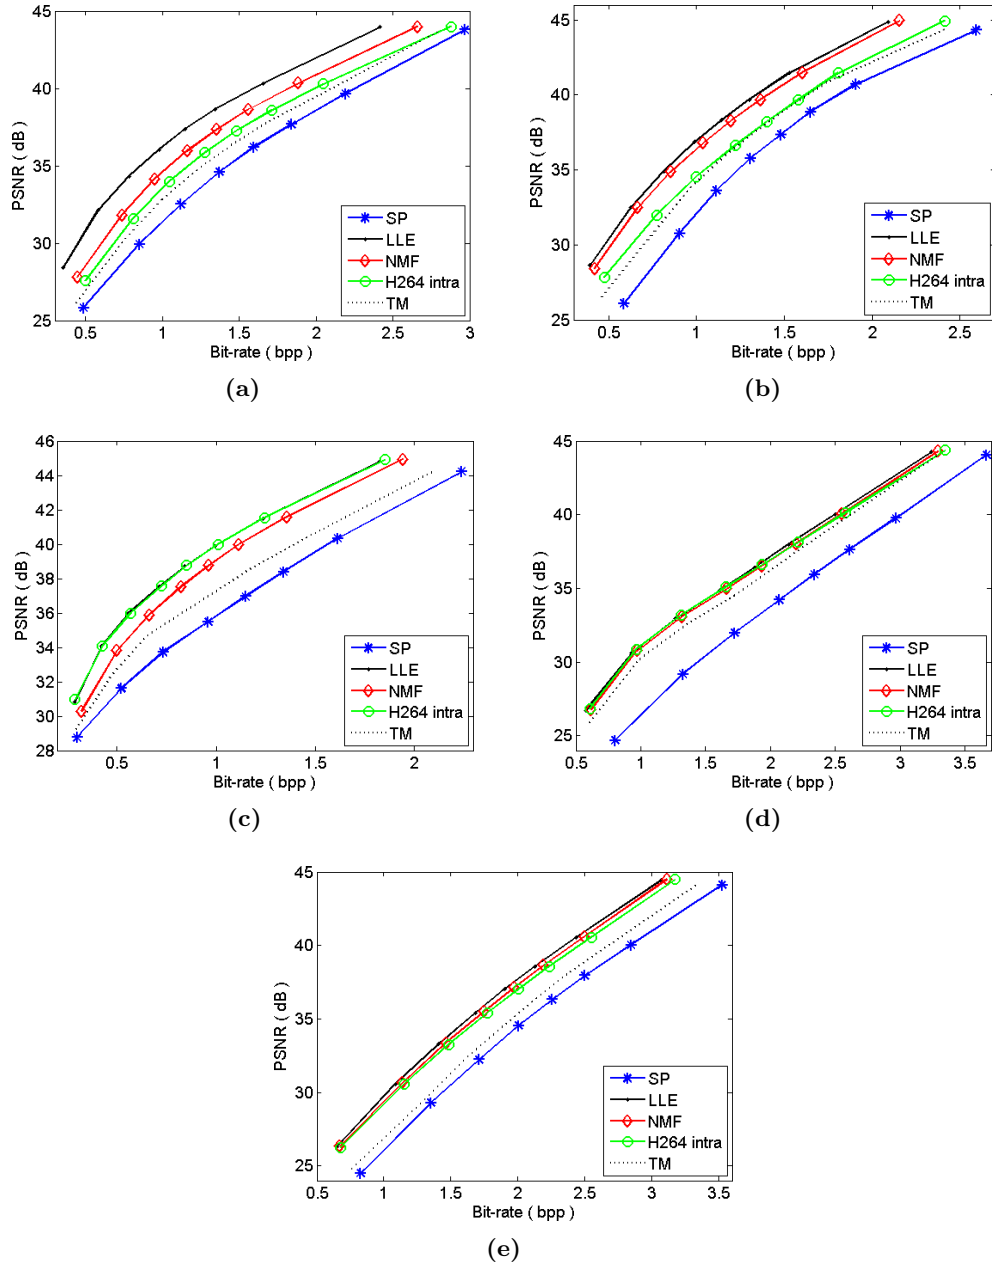 45
40
35
30
25
PSNR ( dB )
SP
LLE
NMF
H264 intra
TM
0.5 1 1.5 2 2.5 3
Bit-rate ( bpp )
(a)
45
40
35
30
25
PSNR ( dB )
SP
LLE
NMF
H264 intra
TM
0.5 1 1.5 2 2.5
Bit-rate ( bpp )
(b)
46
44
42
40
38
36
34
32
30
28
PSNR ( dB )
SP
LLE
NMF
H264 intra
TM
0.5 1 1.5 2
Bit-rate ( bpp )
(c)
45
40
35
30
25
PSNR ( dB )
SP
LLE
NMF
H264 intra
TM
0.5 1 1.5 2 2.5 3 3.5
Bit-rate ( bpp )
(d)
45
40
35
30
25
PSNR ( dB )
SP
LLE
NMF
H264 intra
TM
0.5 1 1.5 2 2.5 3 3.5
Bit-rate ( bpp )
(e)